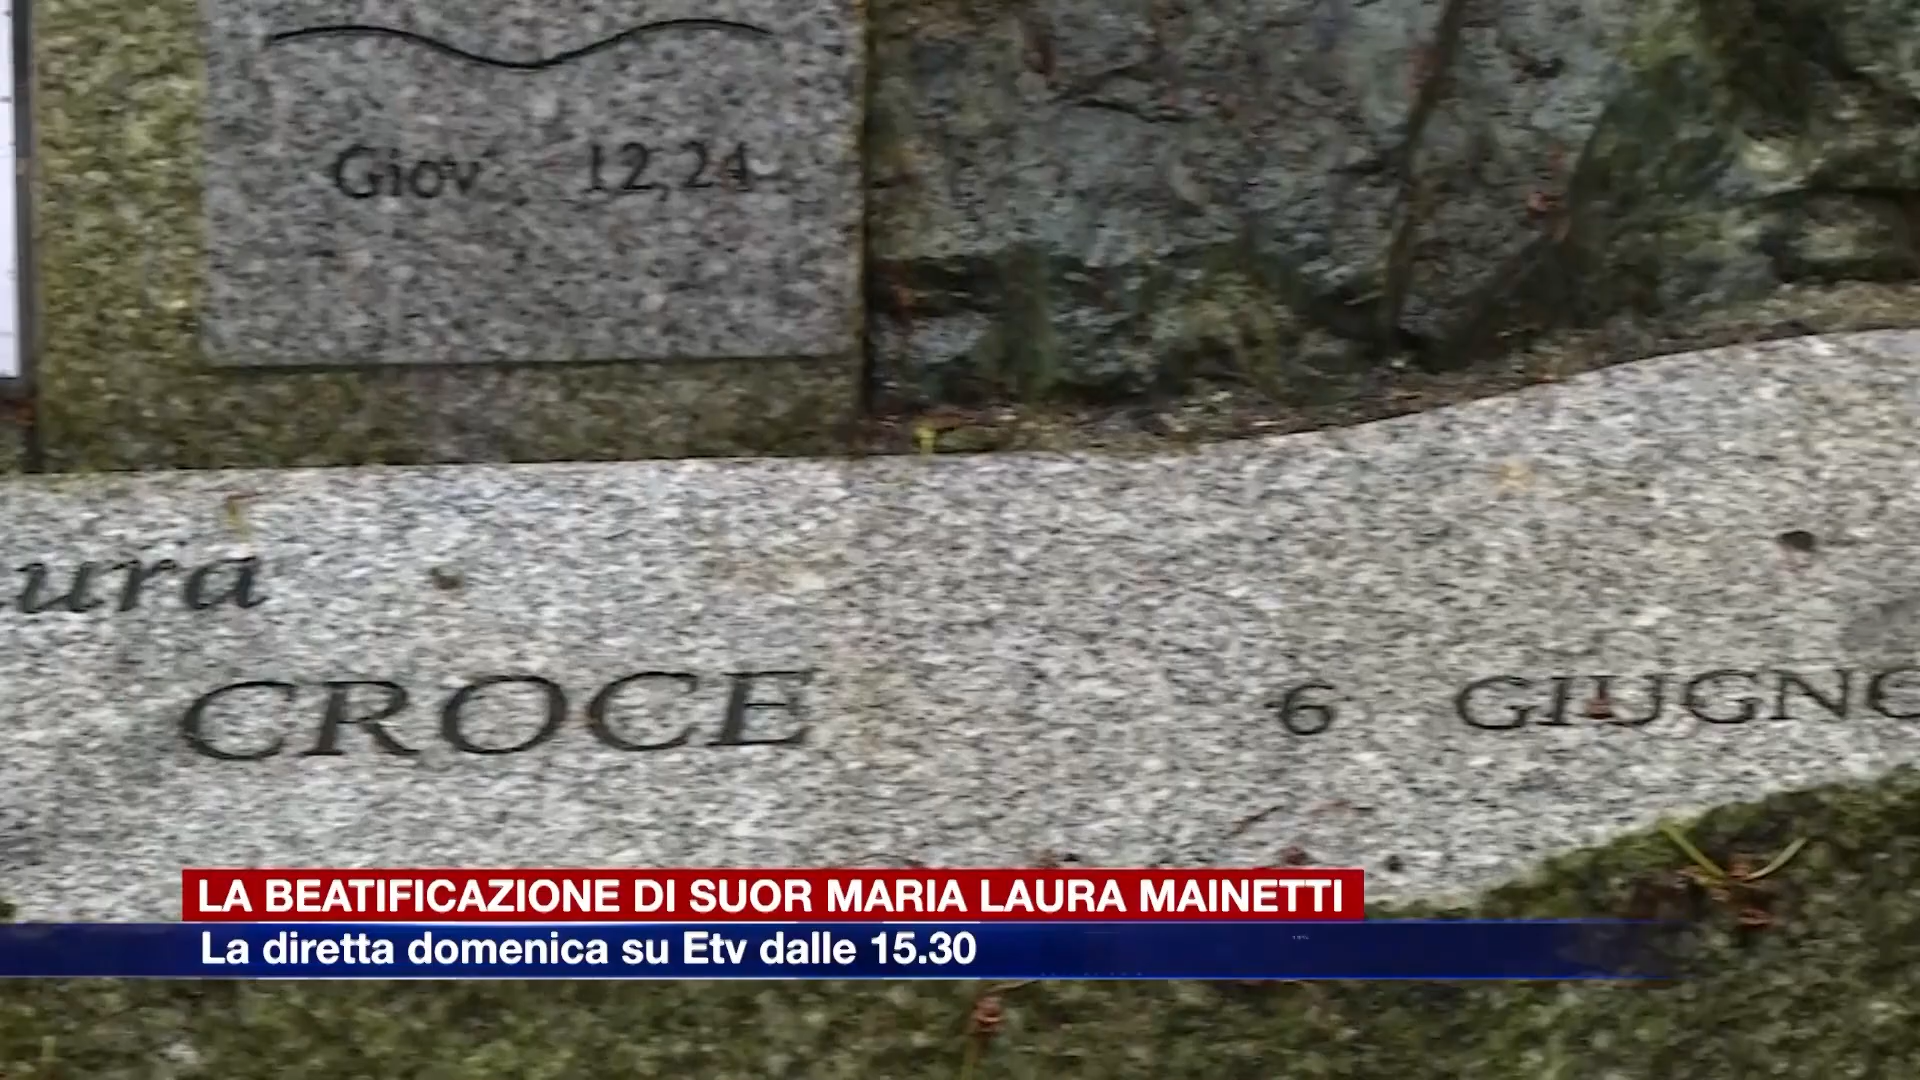 Giov 12,24
ura
CROCE 6 GIUGNO
LA BEATIFICAZIONE DI SUOR MARIA LAURA MAINETTI
La diretta domenica su Etv dalle 15.30